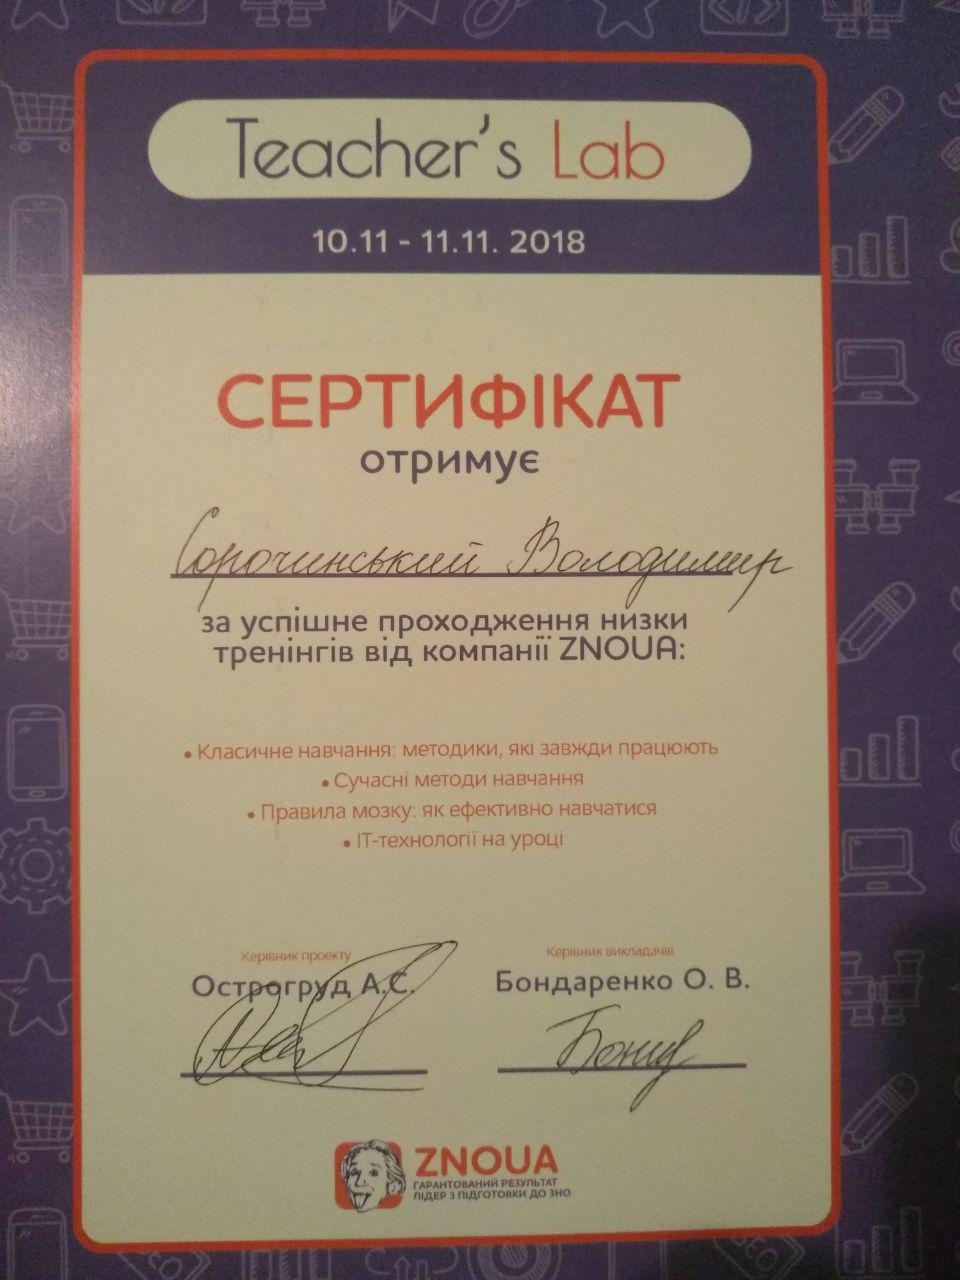 Teacher's Lab
10.11 - 11.11. 2018
СЕРТИФІКАТ
отримує
Сорочинський Володимир
за успішне проходження низки
тренінгів від компанії ZNOUA:
• Класичне навчання: методики, які завжди працюють
• Сучасні методи навчання
• Правила мозку: як ефективно навчатися
• ІТ-технології на уроці
Керівник проекту
Острогруд А.С.
Керівник викладачів
Бондаренко О. В.
ZNOUA
ГАРАНТОВАНИЙ РЕЗУЛЬТАТ
ЛІДЕР З ПІДГОТОВКИ ДО ЗНО